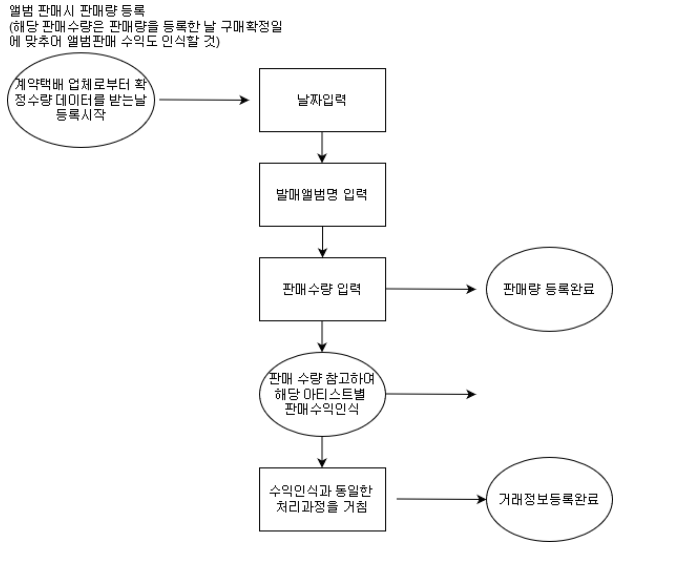 앨범 판매시 판매량 등록
(해당 판매수량은 판매량을 등록한 날 구매확정일
에 맞추어 앨범판매 수익도 인식할 것)
계약택배 업체로부터 확
정수량 데이터를 받는날
등록시작
날짜입력
발매앨범명 입력
판매수량 입력
판매량 등록완료
판매 수량 참고하여
해당 아티스트별
판매수익인식
수익인식과 동일한
처리과정을 거침
거래정보등록완료